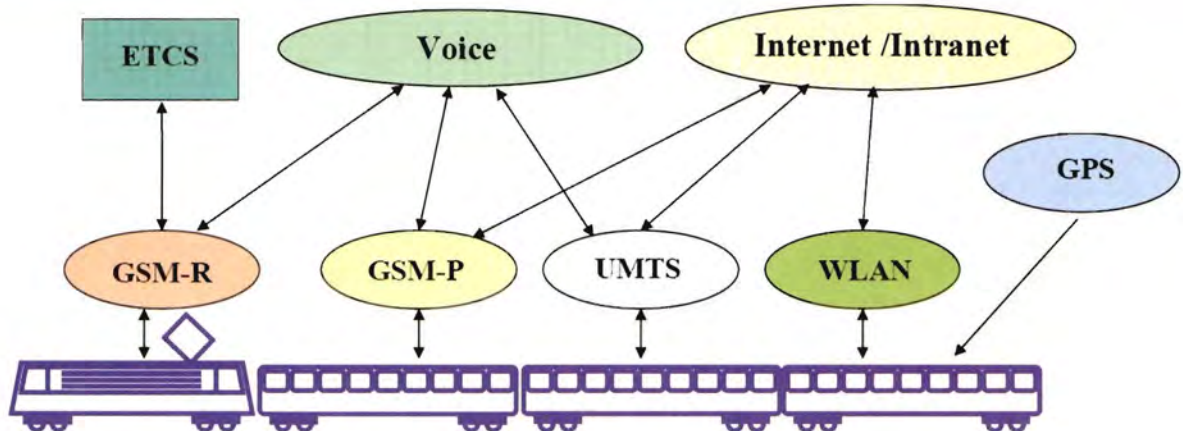 ETCS
Voice
Internet /Intranet
GPS
GSM-R
GSM-P
UMTS
WLAN